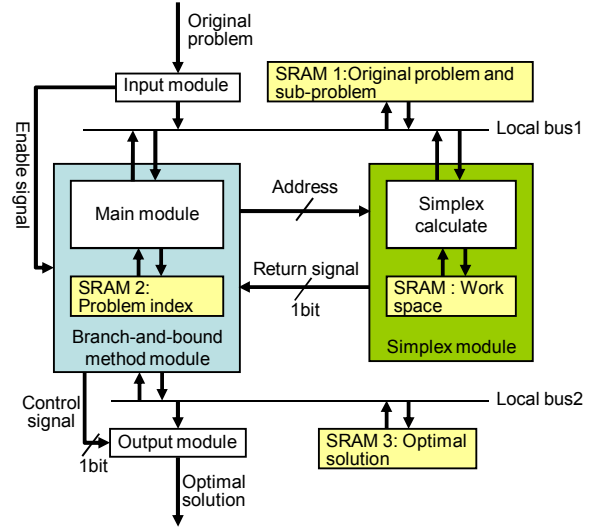 Original
problem
Input module
SRAM 1:Original problem and
sub-problem
Local bus1
Enable signal
Main module
Address
Simplex
calculate
SRAM 2:
Problem index
Return signal
1bit
SRAM : Work
space
Branch-and-bound
method module
Simplex module
Control
signal
Local bus2
1bit
Output module
SRAM 3: Optimal
solution
Optimal
solution